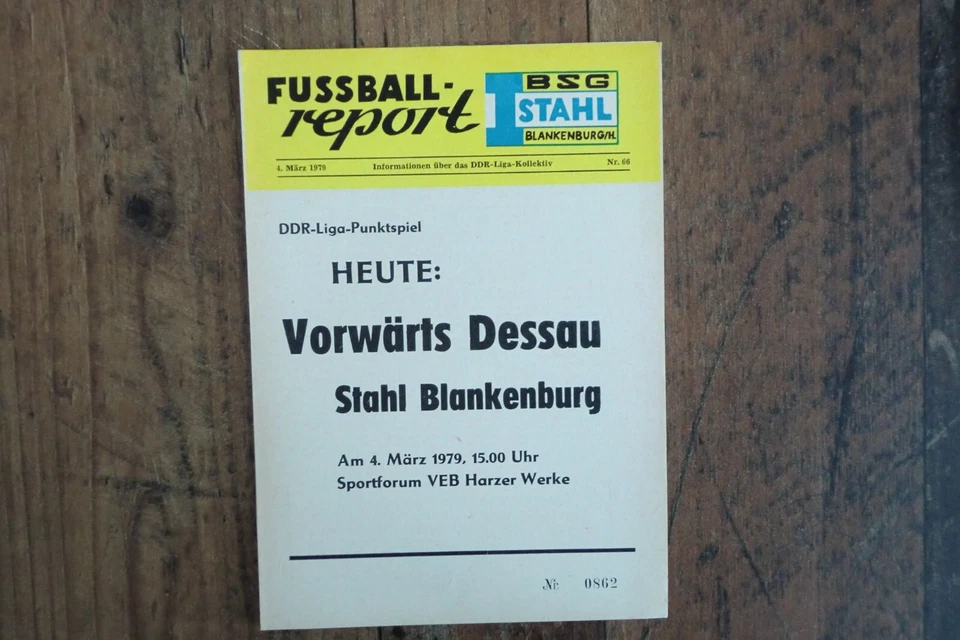 FUSSBALL-
report
BSG
STAHL
BLANKENBURG/H.
4. März 1979 Informationen über das DDR-Liga-Kollektiv Nr. 66
DDR-Liga-Punktspiel
HEUTE:
Vorwärts Dessau
Stahl Blankenburg
Am 4. März 1979, 15.00 Uhr
Sportforum VEB Harzer Werke
Nr. 0862